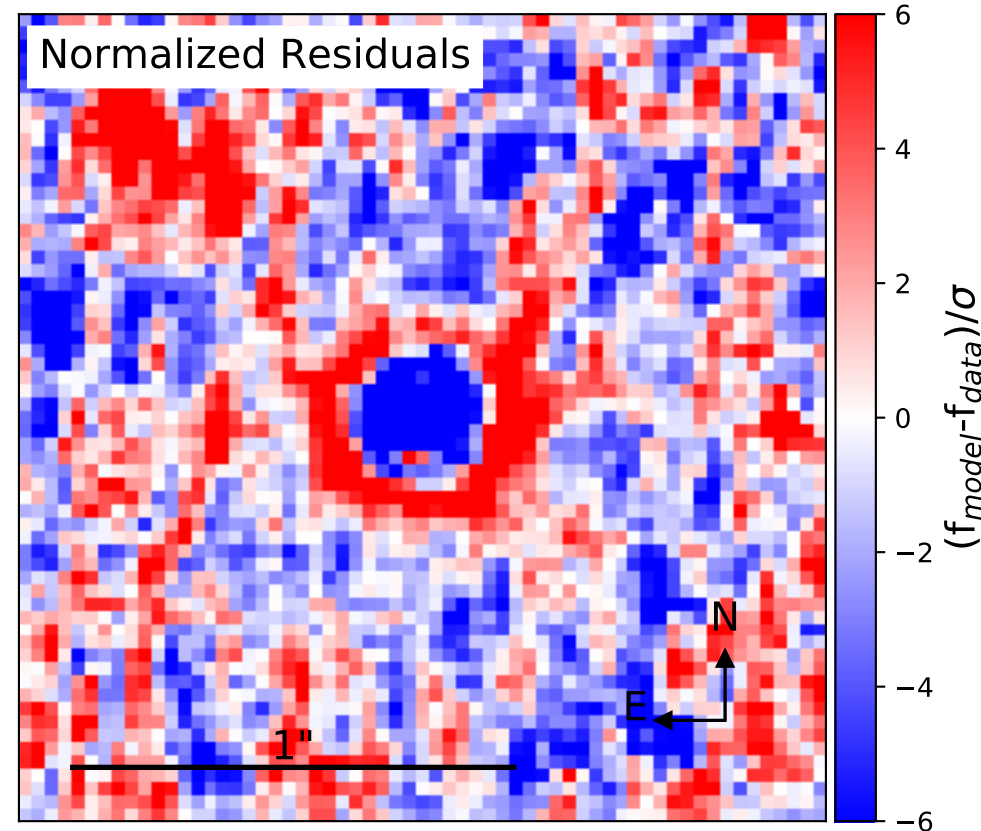 Normalized Residuals
6
4
2
0
−2
−4
−6
(f_model-f_data)/σ
N
E
1"